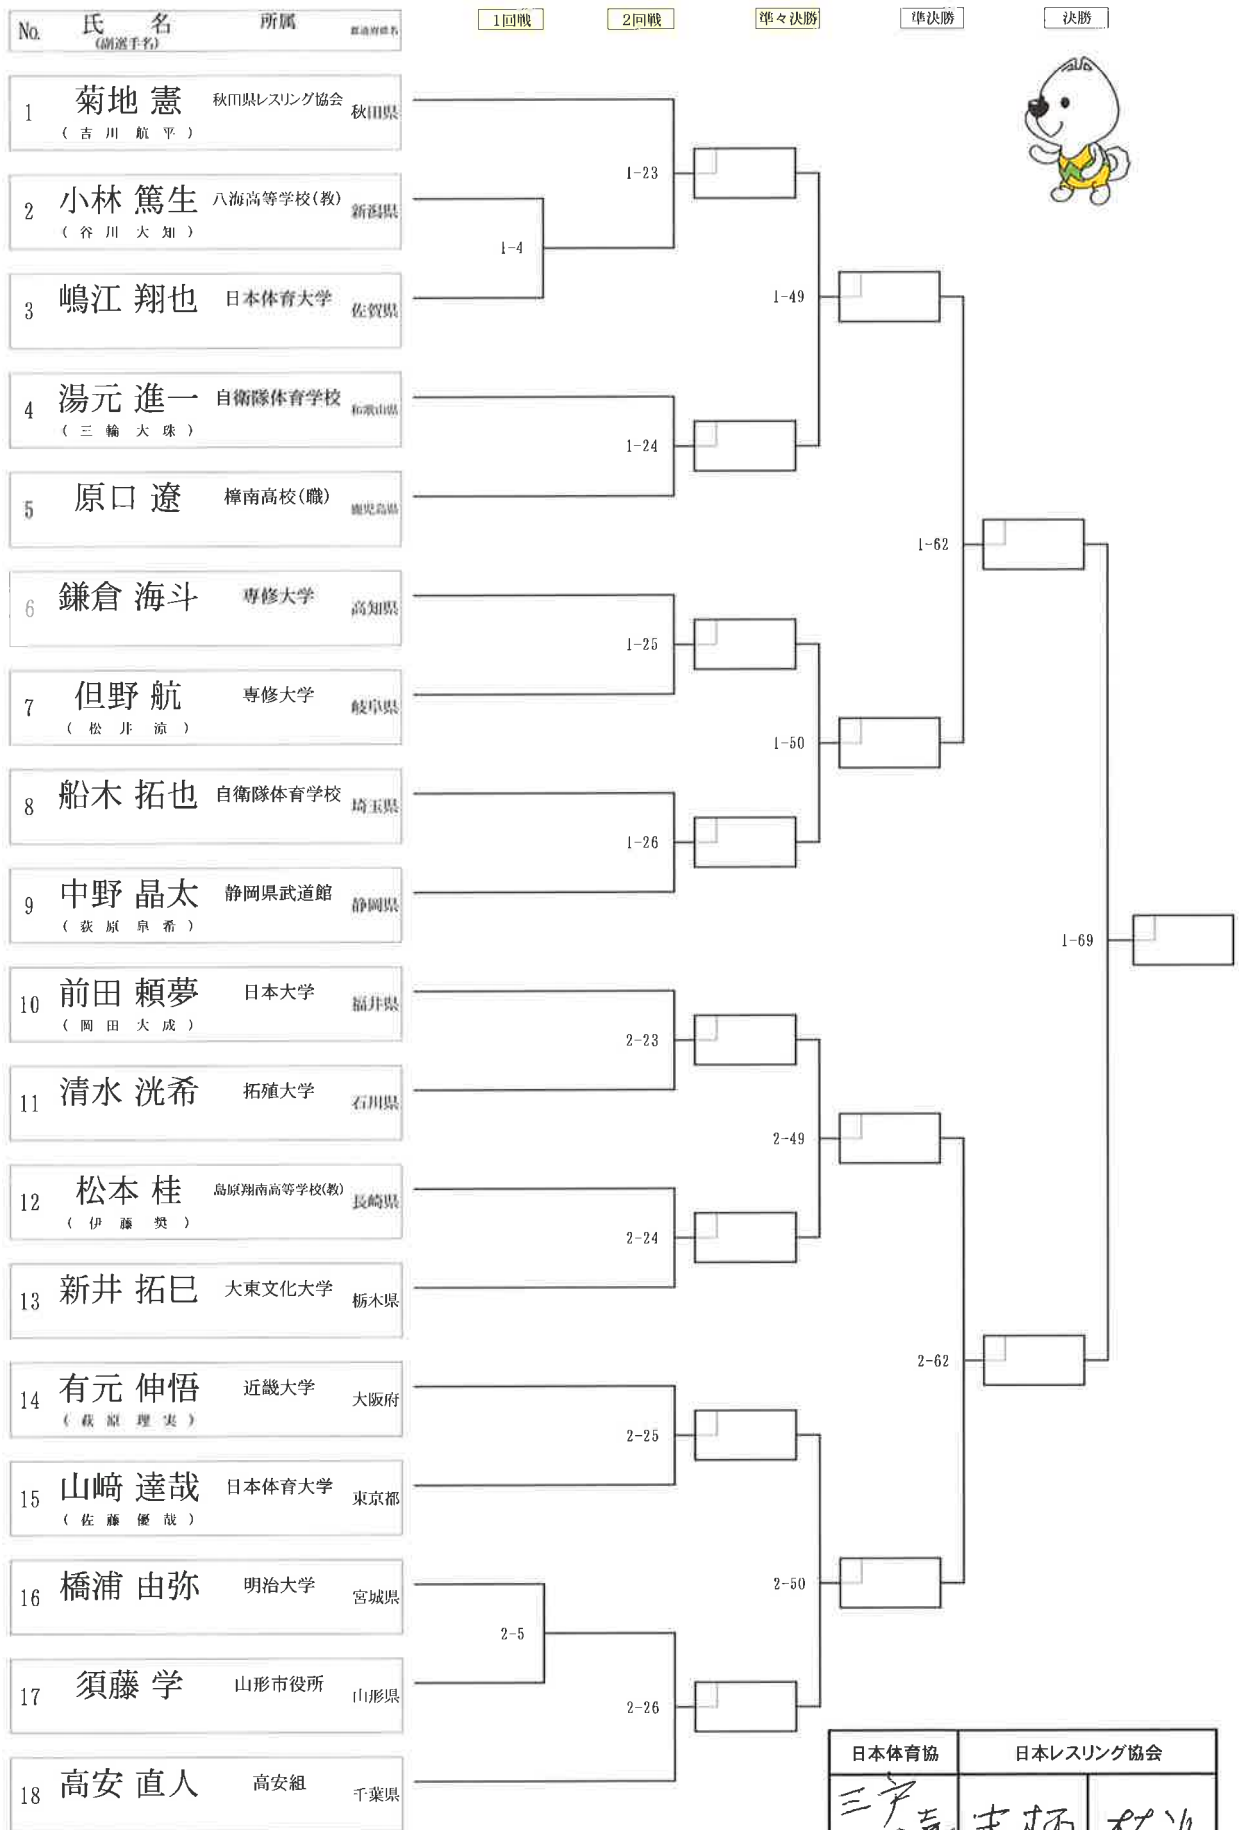 No. 氏 名 所属 都道府県名
(副選手名)
1回戦 2回戦 準々決勝 準決勝 決勝
1 菊地 憲 秋田県レスリング協会 秋田県
(吉川 航平)
2 小林 篤生 八海高等学校(教) 新潟県
(谷川 大知)
3 嶋江 翔也 日本体育大学 佐賀県
4 湯元 進一 自衛隊体育学校 和歌山県
(三輪 大珠)
5 原口 遼 樟南高校(職) 鹿児島県
6 鎌倉 海斗 専修大学 高知県
7 但野 航 専修大学 岐阜県
(松井 涼)
8 船木 拓也 自衛隊体育学校 埼玉県
9 中野 晶太 静岡県武道館 静岡県
(荻原 阜希)
10 前田 頼夢 日本大学 福井県
(岡田 大成)
11 清水 洸希 拓殖大学 石川県
12 松本 桂 島原翔南高等学校(教) 長崎県
(伊藤 奨)
13 新井 拓巳 大東文化大学 栃木県
14 有元 伸悟 近畿大学 大阪府
(萩原 理実)
15 山﨑 達哉 日本体育大学 東京都
(佐藤 優哉)
16 橋浦 由弥 明治大学 宮城県
17 須藤 学 山形市役所 山形県
18 高安 直人 高安組 千葉県
1-4
2-5
1-23
1-24
1-25
1-26
2-23
2-24
2-25
2-26
1-49
1-50
2-49
2-50
1-62
2-62
1-69
日本体育協 日本レスリング協会